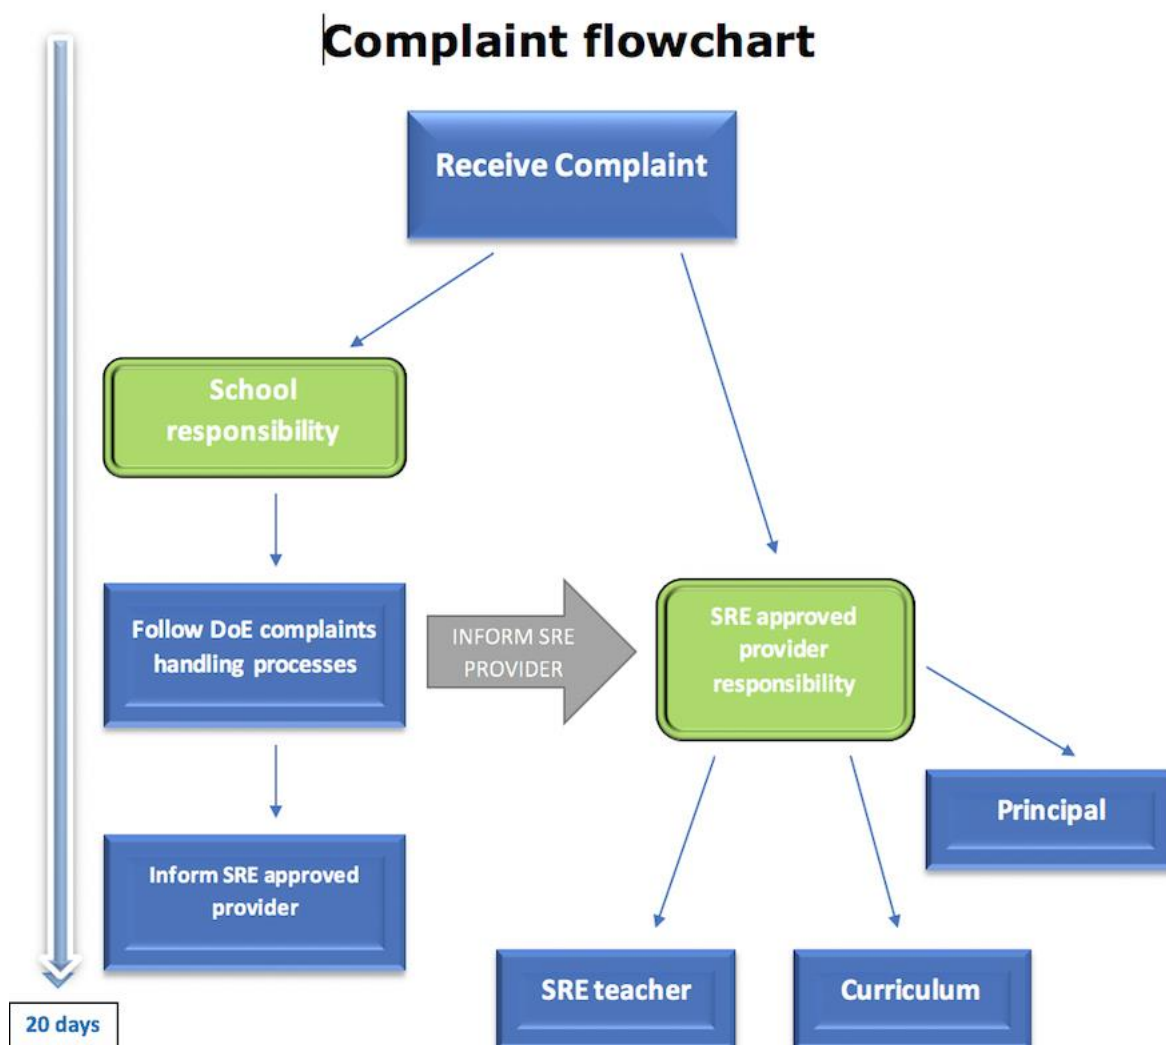 Complaint flowchart
Receive Complaint
School
responsibility
Follow DoE complaints
handling processes
INFORM SRE
PROVIDER
SRE approved
provider
responsibility
Principal
Inform SRE approved
provider
SRE teacher
Curriculum
20 days